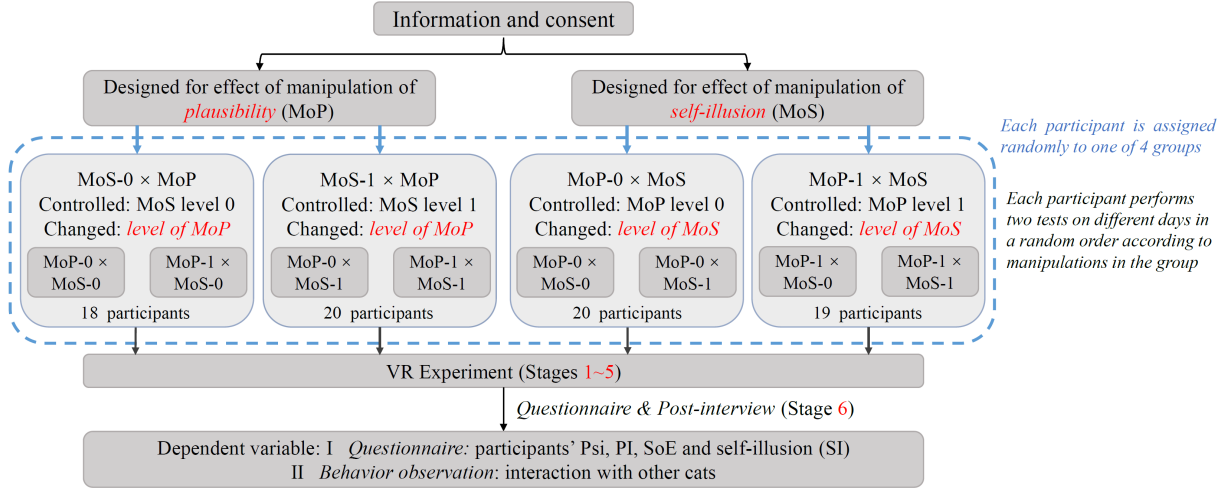 Information and consent
Designed for effect of manipulation of
plausibility (MoP)
Designed for effect of manipulation of
self-illusion (MoS)
Each participant is assigned
randomly to one of 4 groups
MoS-0 × MoP
Controlled: MoS level 0
Changed: level of MoP
MoP-0 ×
MoS-0
MoP-1 ×
MoS-0
18 participants
MoS-1 × MoP
Controlled: MoS level 1
Changed: level of MoP
MoP-0 ×
MoS-1
MoP-1 ×
MoS-1
20 participants
MoP-0 × MoS
Controlled: MoP level 0
Changed: level of MoS
MoP-0 ×
MoS-0
MoP-0 ×
MoS-1
20 participants
MoP-1 × MoS
Controlled: MoP level 1
Changed: level of MoS
MoP-1 ×
MoS-0
MoP-1 ×
MoS-1
19 participants
Each participant performs
two tests on different days in
a random order according to
manipulations in the group
VR Experiment (Stages 1~5)
Questionnaire & Post-interview (Stage 6)
Dependent variable: I Questionnaire: participants' Psi, PI, SoE and self-illusion (SI)
II Behavior observation: interaction with other cats